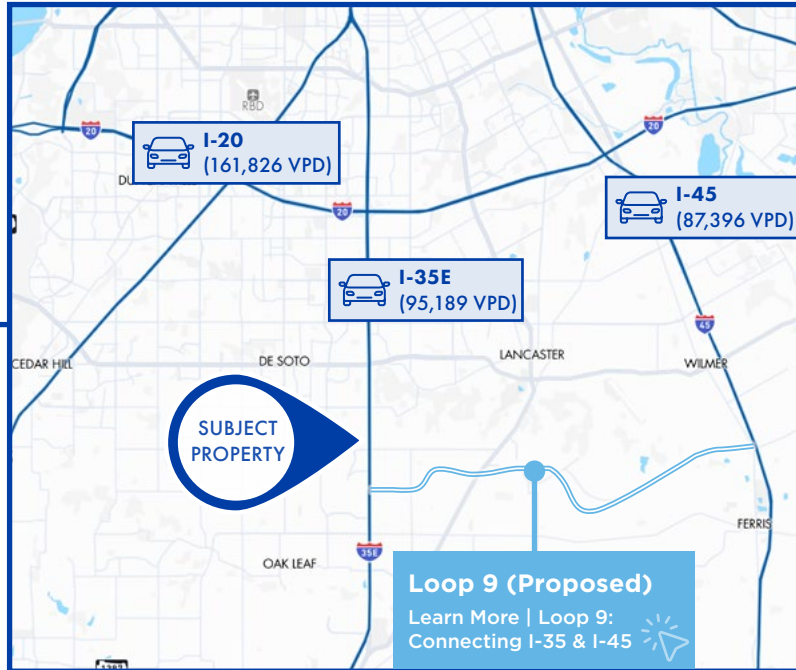 RBD
20
I-20
(161,826 VPD)
20
DU
I-45
(87,396 VPD)
20
I-35E
(95,189 VPD)
45
CEDAR HILL
DE SOTO
LANCASTER
WILMER
SUBJECT
PROPERTY
FERRIS
35E
OAK LEAF
Loop 9 (Proposed)
Learn More | Loop 9:
Connecting I-35 & I-45